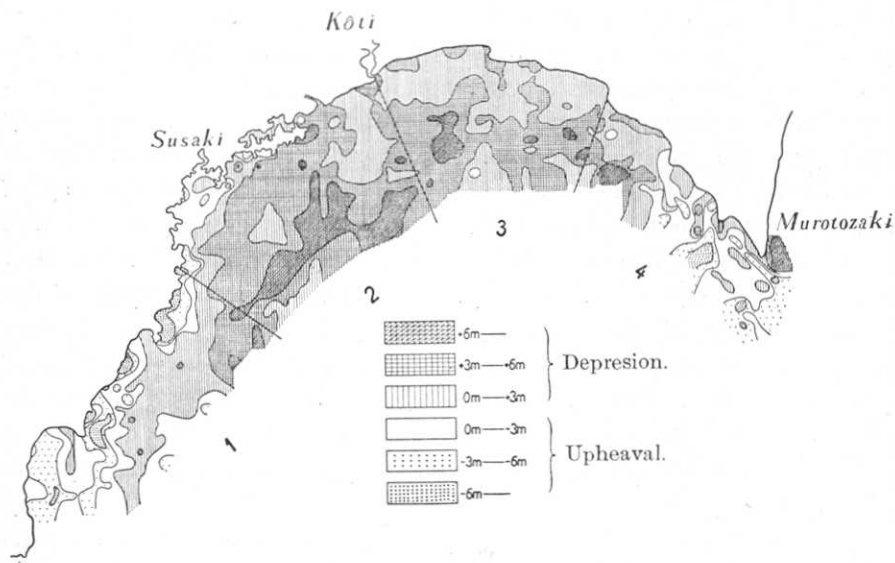 Kôti
Susaki
Murotozaki
3
4
2
1
+6m——
+3m——+6m
0m——+3m
Depresion.
0m——-3m
-3m——-6m
-6m——
Upheaval.